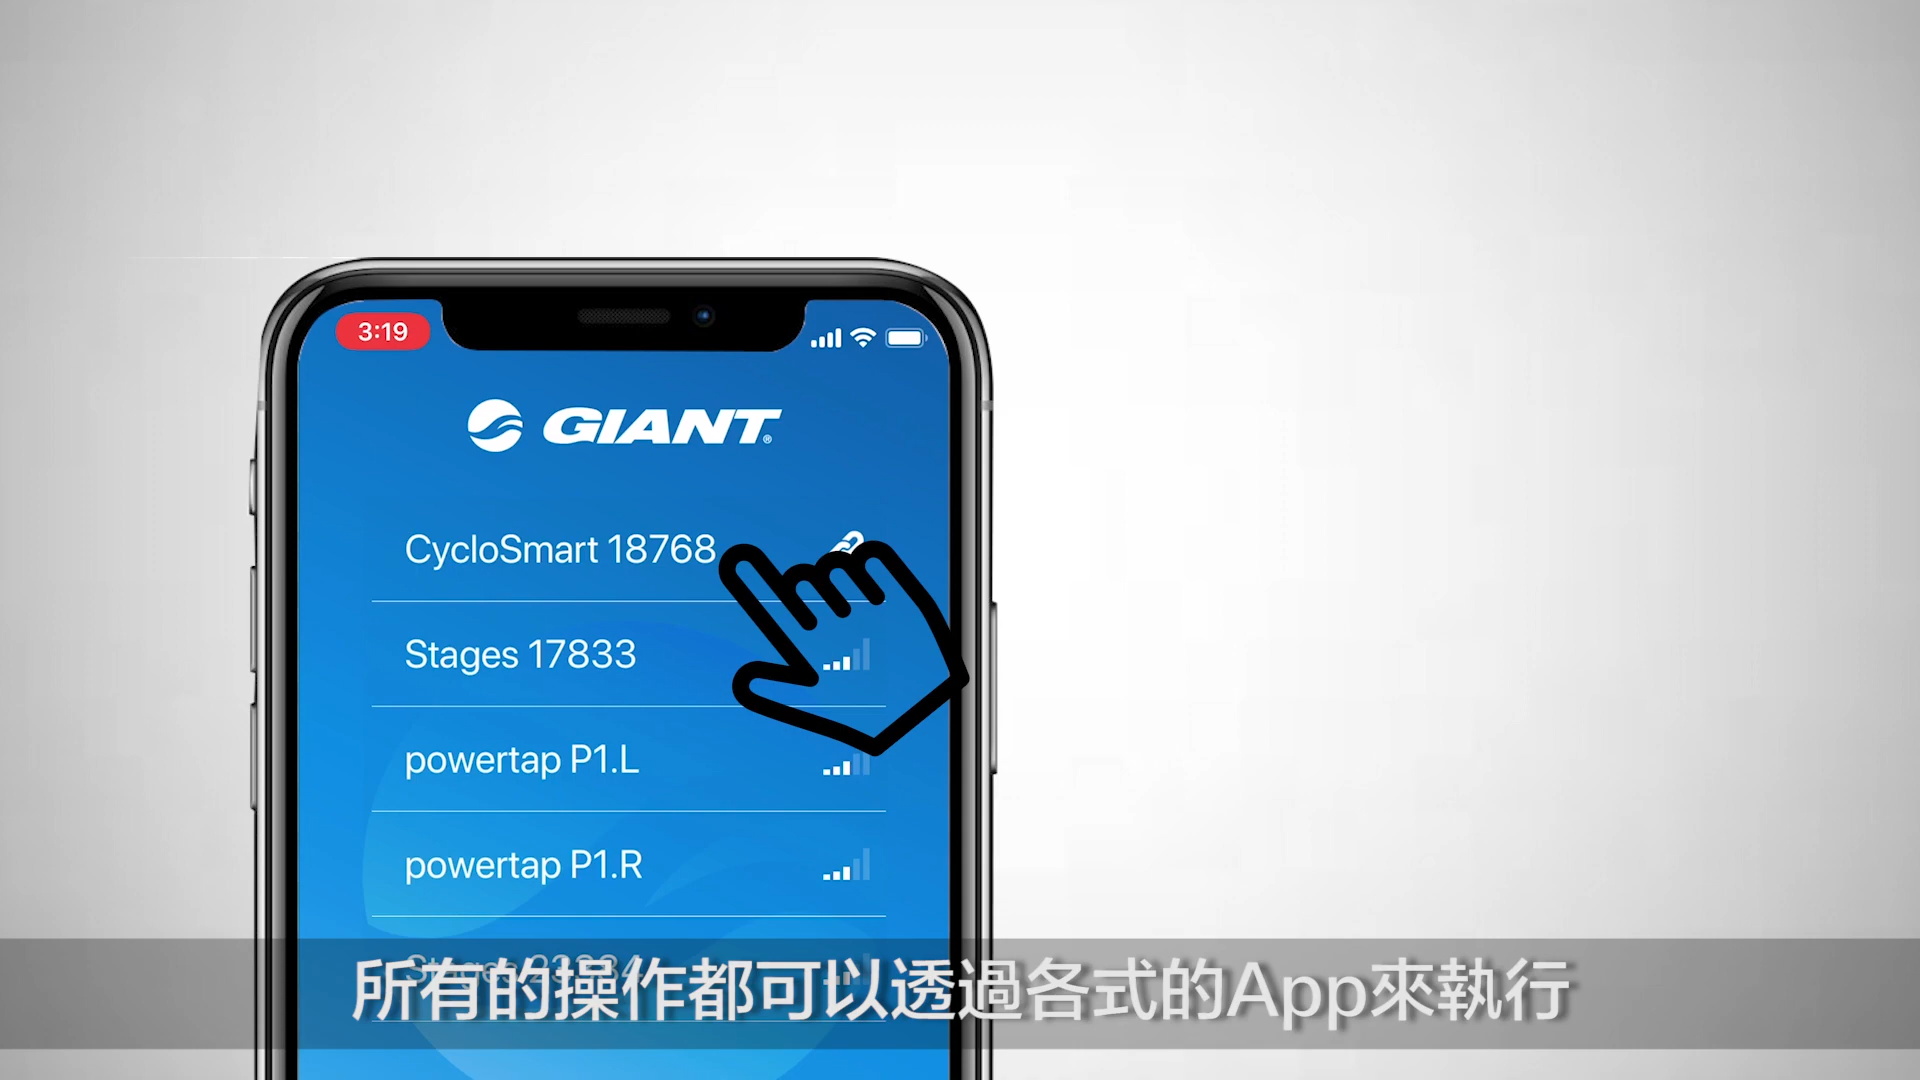 3:19
GIANT®
CycloSmart 18768
Stages 17833
powertap P1.L
powertap P1.R
所有的操作都可以透過各式的App來執行